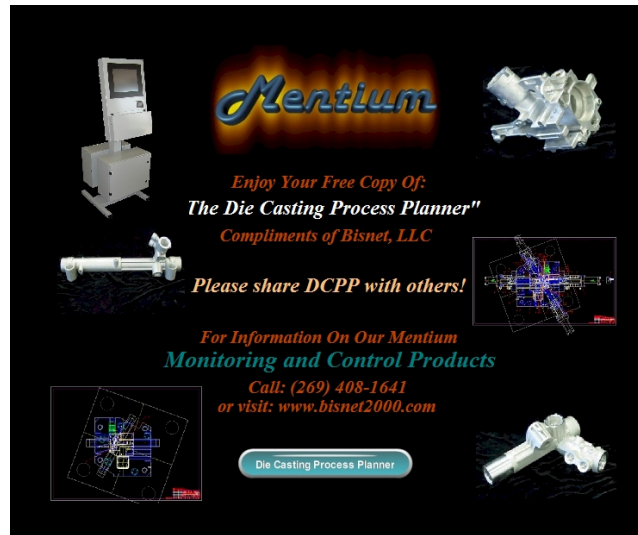 Mentium
Enjoy Your Free Copy Of:
The Die Casting Process Planner"
Compliments of Bisnet, LLC
Please share DCPP with others!
For Information On Our Mentium
Monitoring and Control Products
Call: (269) 408-1641
or visit: www.bisnet2000.com
Die Casting Process Planner